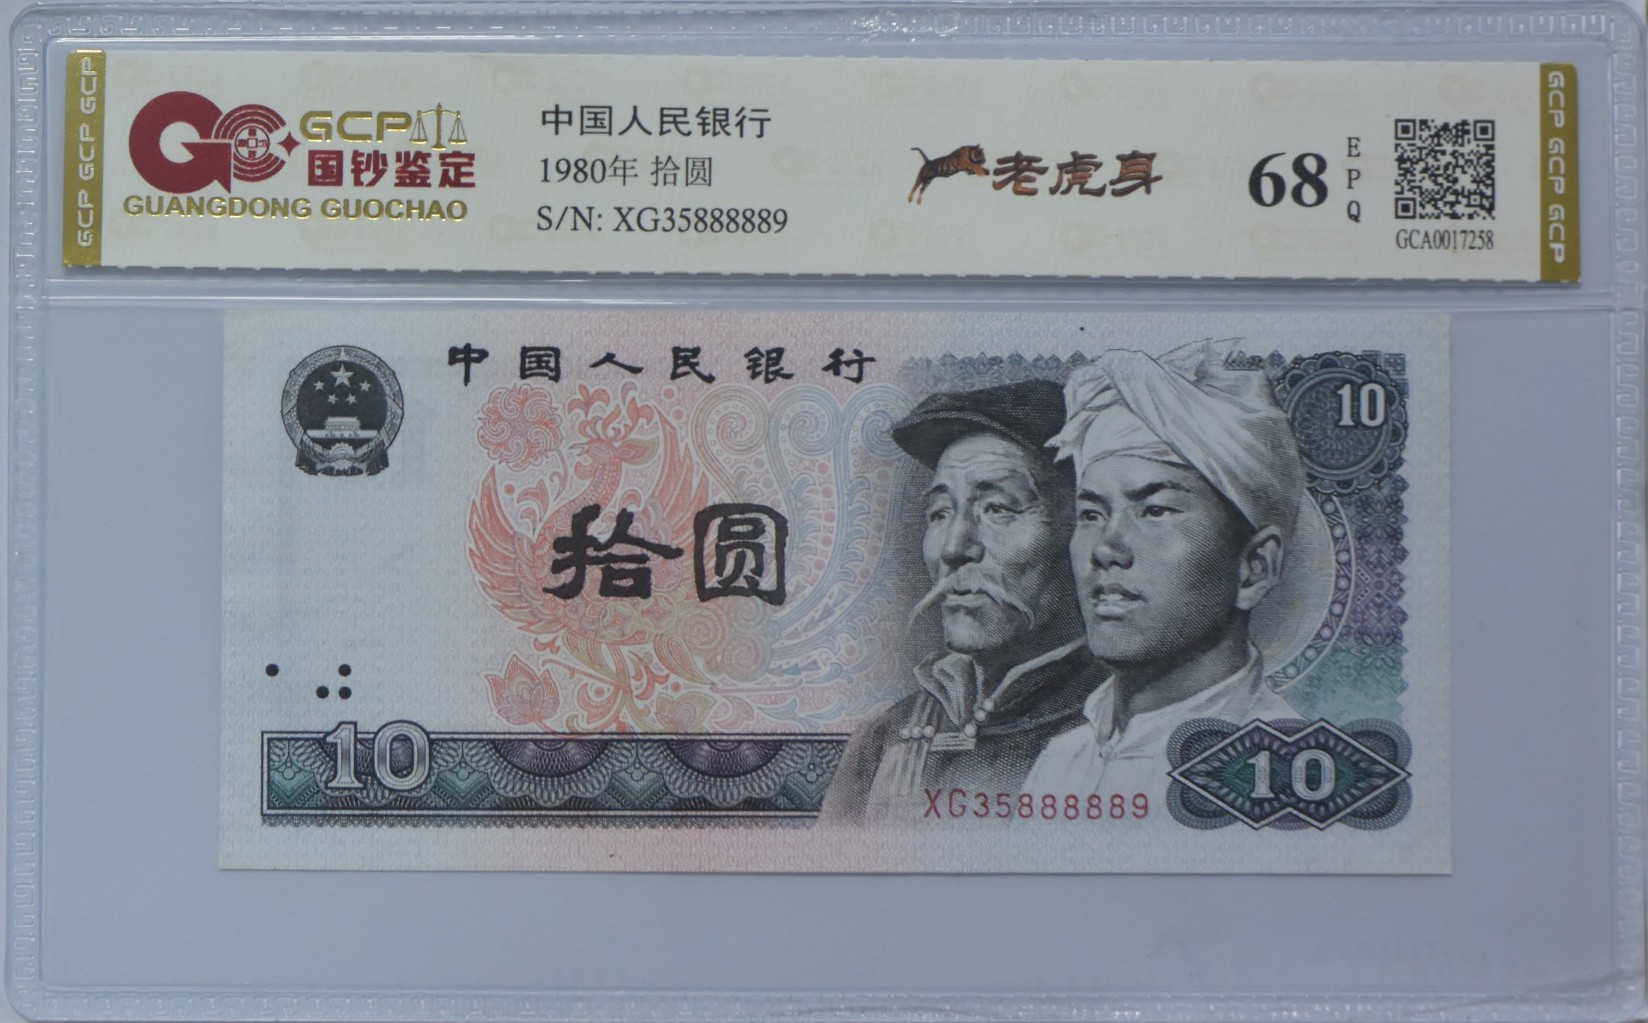 GCP GCP GCP
GCP
国钞鉴定
GUANGDONG GUOCHAO
中国人民银行
1980年 拾圆
S/N: XG35888889
老虎身
68
EPQ
GCA0017258
GCP GCP GCP
中国人民银行
10
拾圆
10
10
XG35888889